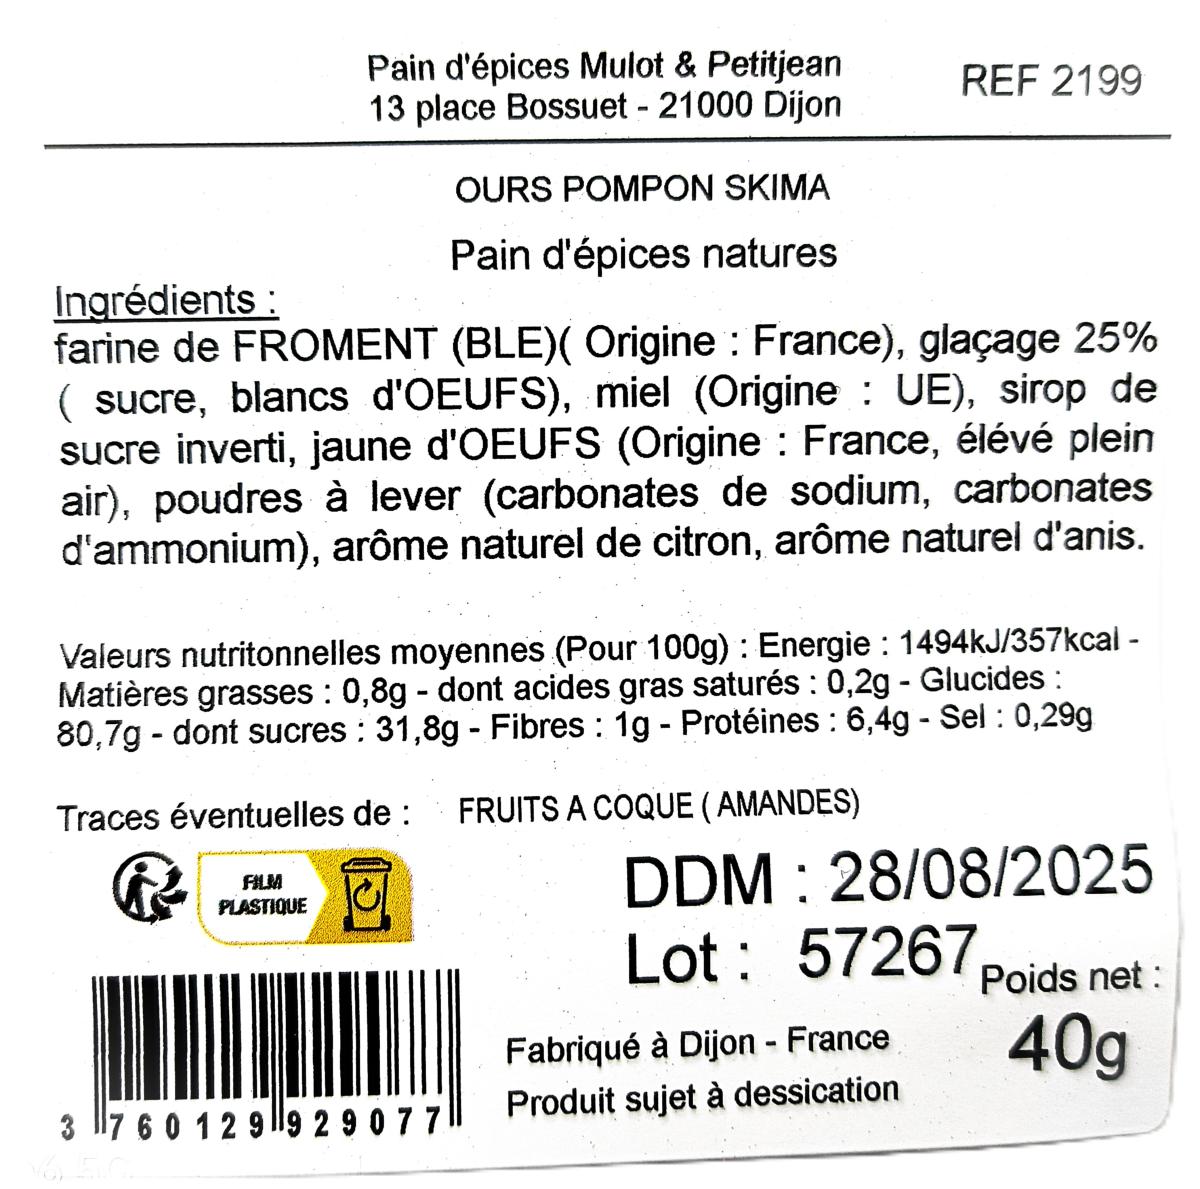 Pain d'épices Mulot & Petitjean
13 place Bossuet - 21000 Dijon
REF 2199
OURS POMPON SKIMA
Pain d'épices natures
Ingrédients :
farine de FROMENT (BLE)( Origine : France), glaçage 25%
( sucre, blancs d'OEUFS), miel (Origine : UE), sirop de
sucre inverti, jaune d'OEUFS (Origine : France, élévé plein
air), poudres à lever (carbonates de sodium, carbonates
d'ammonium), arôme naturel de citron, arôme naturel d'anis.
Valeurs nutritonnelles moyennes (Pour 100g) : Energie : 1494kJ/357kcal -
Matières grasses : 0,8g - dont acides gras saturés : 0,2g - Glucides :
80,7g - dont sucres : 31,8g - Fibres : 1g - Protéines : 6,4g - Sel : 0,29g
Traces éventuelles de : FRUITS A COQUE ( AMANDES)
FILM
PLASTIQUE
DDM : 28/08/2025
Lot : 57267
Poids net :
40g
Fabriqué à Dijon - France
Produit sujet à dessication
3 760129 929077